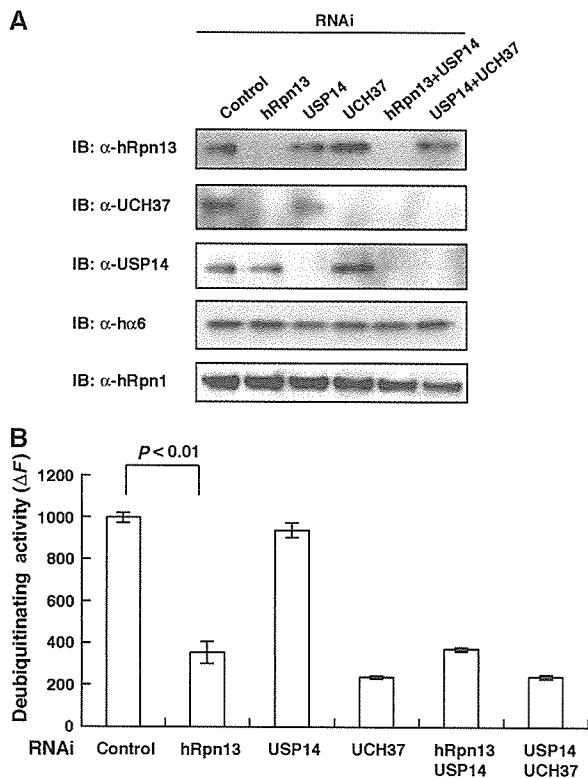 A
RNAi
Control
hRpn13
USP14
UCH37
hRpn13+USP14
USP14+UCH37
IB: α-hRpn13
IB: α-UCH37
IB: α-USP14
IB: α-hα6
IB: α-hRpn1
B
P < 0.01
Deubiquitinating activity (ΔF)
1200
1000
800
600
400
200
0
RNAi Control hRpn13 USP14 UCH37 hRpn13 USP14
USP14 UCH37